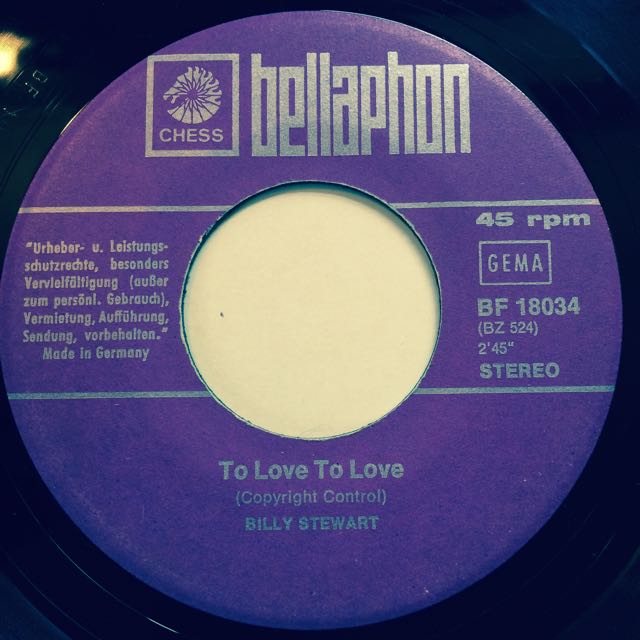 CHESS
bellaphon
45 rpm
GEMA
BF 18034
(BZ 524)
2'45"
STEREO
"Urheber- u. Leistungs-
schutzrechte, besonders
Vervielfältigung (außer
zum persönl. Gebrauch),
Vermietung, Aufführung,
Sendung, vorbehalten."
Made in Germany
To Love To Love
(Copyright Control)
BILLY STEWART